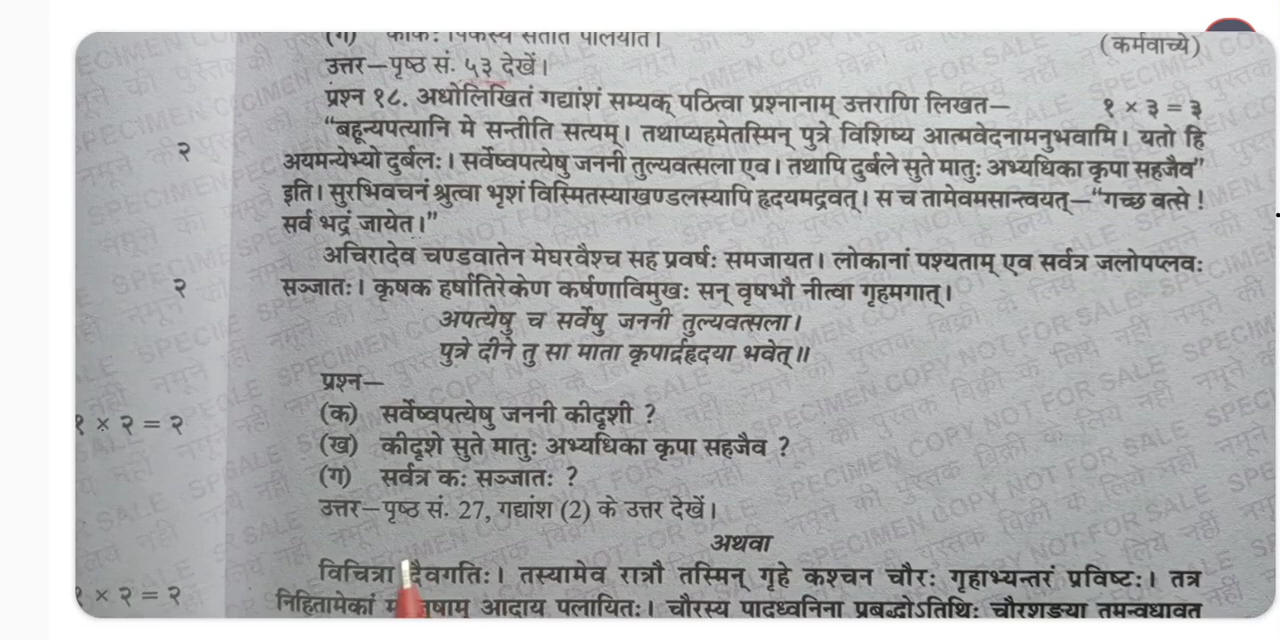 (ग) काकः पिकस्य संततिं पालयति।
(कर्मवाच्ये)
उत्तर—पृष्ठ सं. ५३ देखें।
प्रश्न १८. अधोलिखितं गद्यांशं सम्यक् पठित्वा प्रश्नानाम् उत्तराणि लिखत— १ × ३ = ३
“बहून्यपत्यानि मे सन्तीति सत्यम्। तथाप्यहमेतस्मिन् पुत्रे विशिष्य आत्मवेदनामनुभवामि। यतो हि
२
अयमन्येभ्यो दुर्बलः। सर्वेष्वपत्येषु जननी तुल्यवत्सला एव। तथापि दुर्बले सुते मातुः अभ्यधिका कृपा सहजैव”
इति। सुरभिवचनं श्रुत्वा भृशं विस्मितस्याखण्डलस्यापि हृदयमद्रवत्। स च तामेवमसान्त्वयत्—“गच्छ वत्से !
सर्व भद्रं जायेत।”
अचिरादेव चण्डवातेन मेघरवैश्च सह प्रवर्षः समजायत। लोकानां पश्यताम् एव सर्वत्र जलोपप्लवः
२ सञ्जातः। कृषक हर्षातिरेकेण कर्षणाविमुखः सन् वृषभौ नीत्वा गृहमगात्।
अपत्येषु च सर्वेषु जननी तुल्यवत्सला।
पुत्रे दीने तु सा माता कृपार्द्रहृदया भवेत्॥
प्रश्न—
(क) सर्वेष्वपत्येषु जननी कीदृशी ?
१ × २ = २
(ख) कीदृशे सुते मातुः अभ्यधिका कृपा सहजैव ?
(ग) सर्वत्र कः सञ्जातः ?
उत्तर—पृष्ठ सं. 27, गद्यांश (2) के उत्तर देखें।
अथवा
विचित्रा दैवगतिः। तस्यामेव रात्रौ तस्मिन् गृहे कश्चन चौरः गृहाभ्यन्तरं प्रविष्टः। तत्र
१ × २ = २
निहितामेकां आदाय पलायितः। चौरस्य पादध्वनिना प्रबद्धोऽतिथिः चौरशङ्कया तमन्वधावत